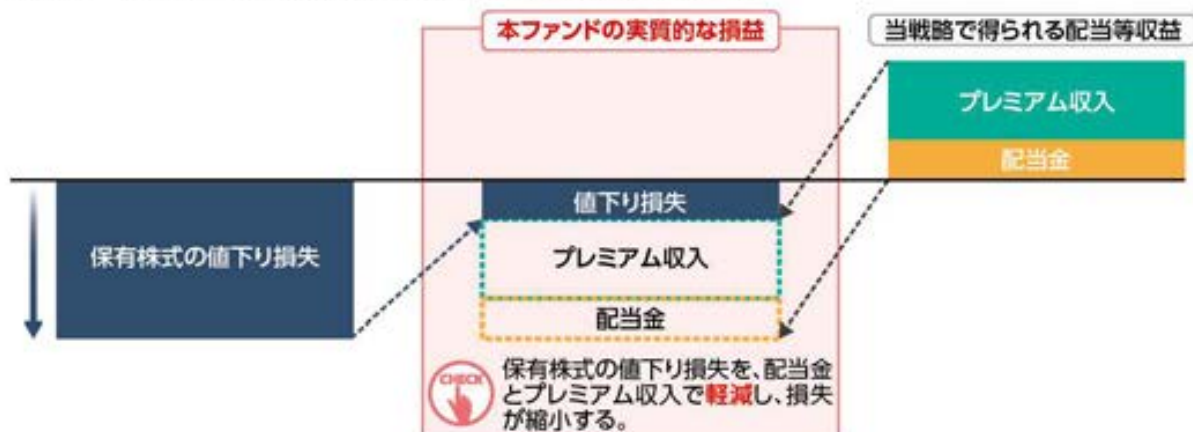 本ファンドの実質的な損益
当戦略で得られる配当等収益
プレミアム収入
配当金
保有株式の値下り損失
値下り損失
プレミアム収入
配当金
CHECK
保有株式の値下り損失を、配当金
とプレミアム収入で軽減し、損失
が縮小する。